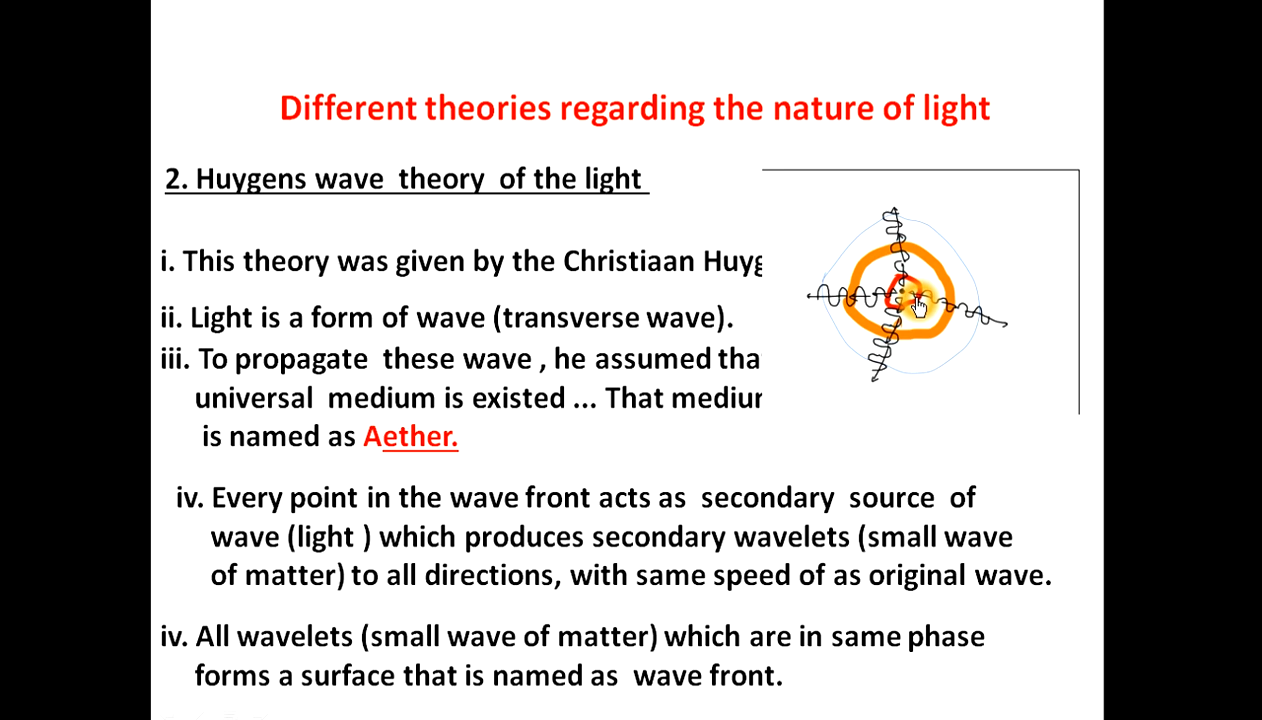 Different theories regarding the nature of light
2. Huygens wave theory of the light
i. This theory was given by the Christiaan
ii. Light is a form of wave (transverse wave).
iii. To propagate these wave , he assumed
universal medium is existed ... That
is named as Aether.
iv. Every point in the wave front acts as secondary source of
wave (light ) which produces secondary wavelets (small wave
of matter) to all directions, with same speed of as original wave.
iv. All wavelets (small wave of matter) which are in same phase
forms a surface that is named as wave front.